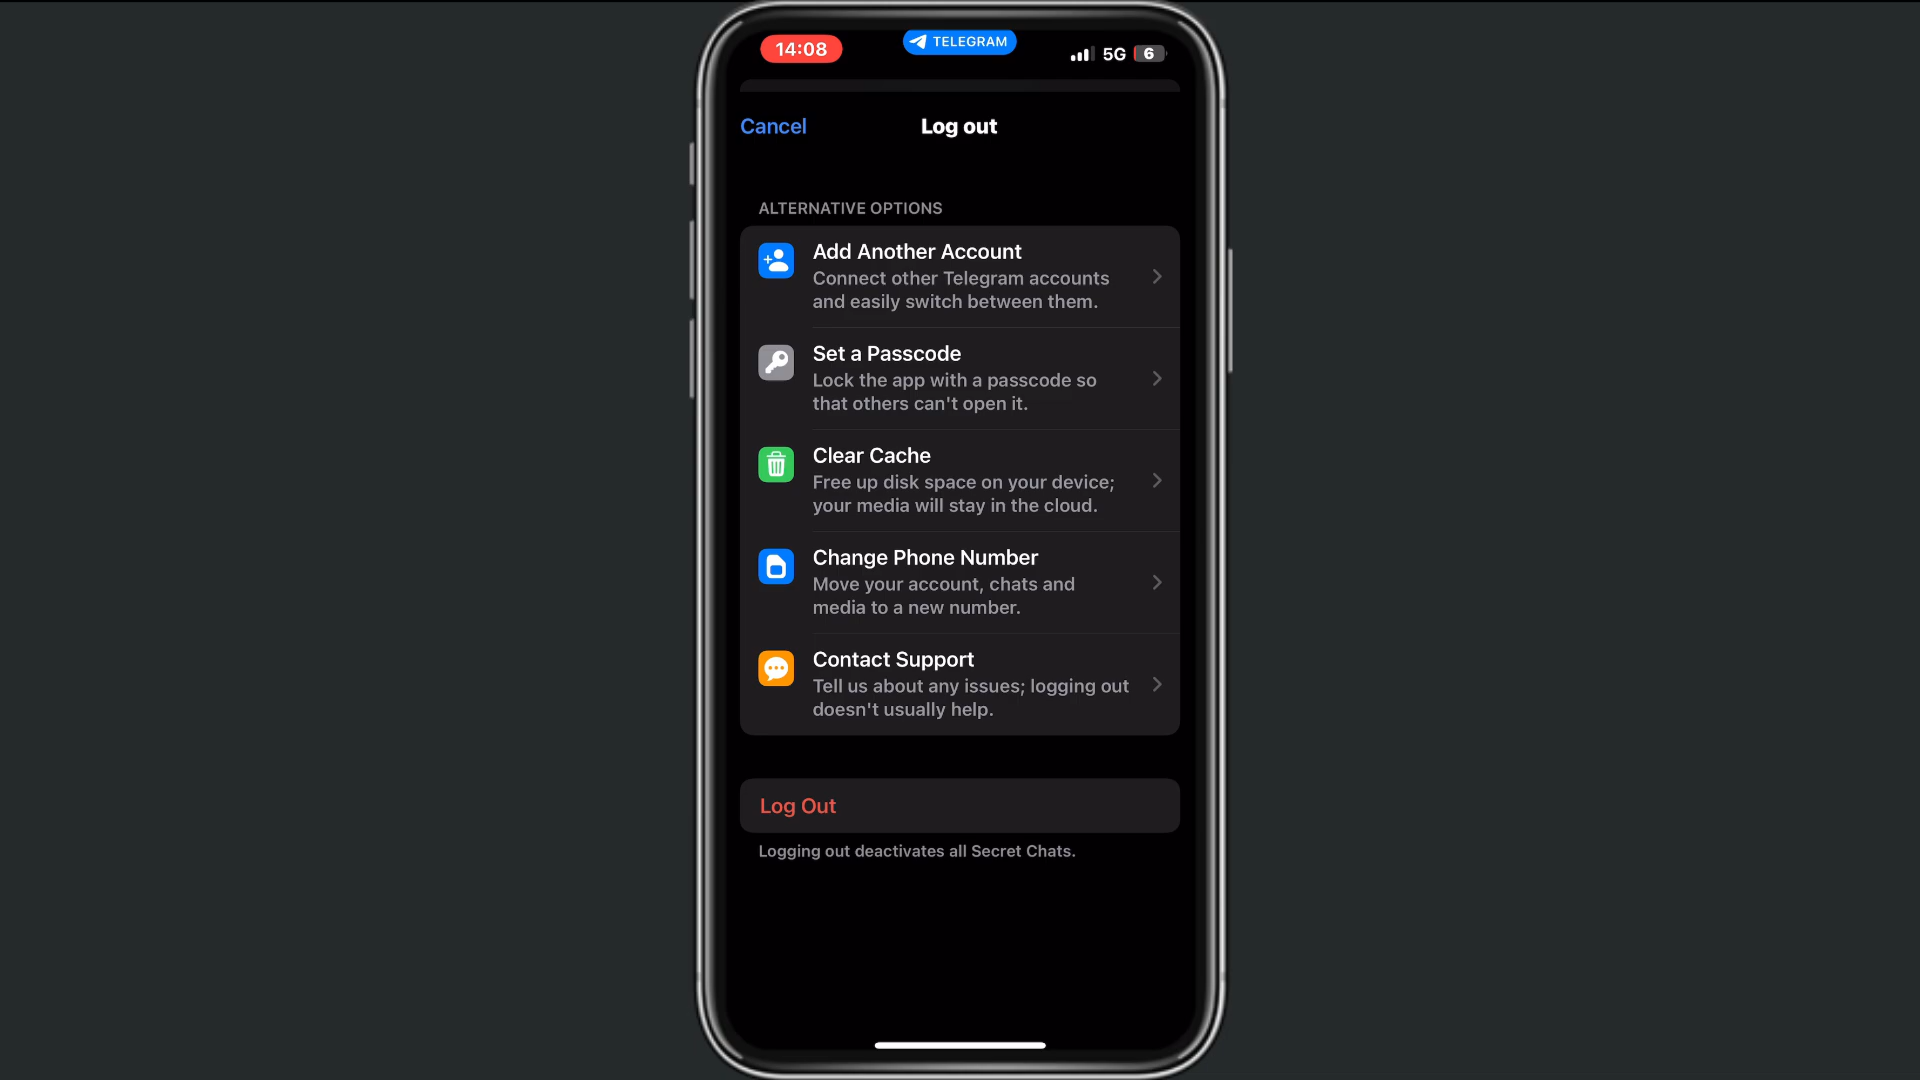 14:08
TELEGRAM
5G 6
Cancel
Log out
ALTERNATIVE OPTIONS
Add Another Account
Connect other Telegram accounts
and easily switch between them.
Set a Passcode
Lock the app with a passcode so
that others can't open it.
Clear Cache
Free up disk space on your device;
your media will stay in the cloud.
Change Phone Number
Move your account, chats and
media to a new number.
Contact Support
Tell us about any issues; logging out
doesn't usually help.
Log Out
Logging out deactivates all Secret Chats.